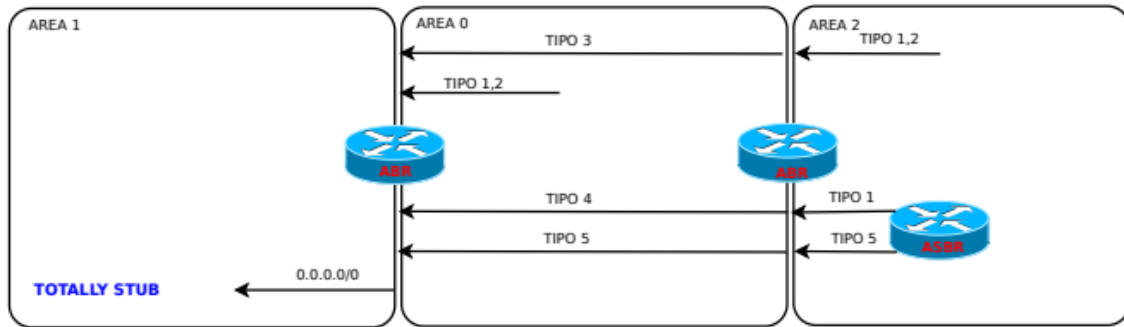 AREA 1
AREA 0
AREA 2
TIPO 3
TIPO 1,2
TIPO 1,2
ABR
ABR
TIPO 4
TIPO 1
TIPO 5
TIPO 5
ASBR
0.0.0.0/0
TOTALLY STUB